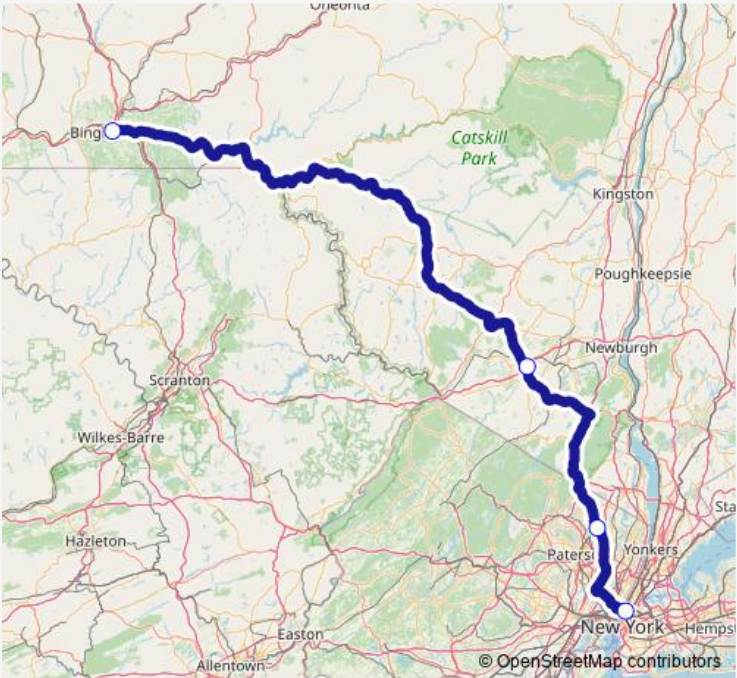 Oneonta
Bing
Catskill
Park
Kingston
Poughkeepsie
Newburgh
Scranton
Wilkes-Barre
Hazleton
Sta
Paters
Yonkers
New York
Hemps
Easton
Allentown
© OpenStreetMap contributors